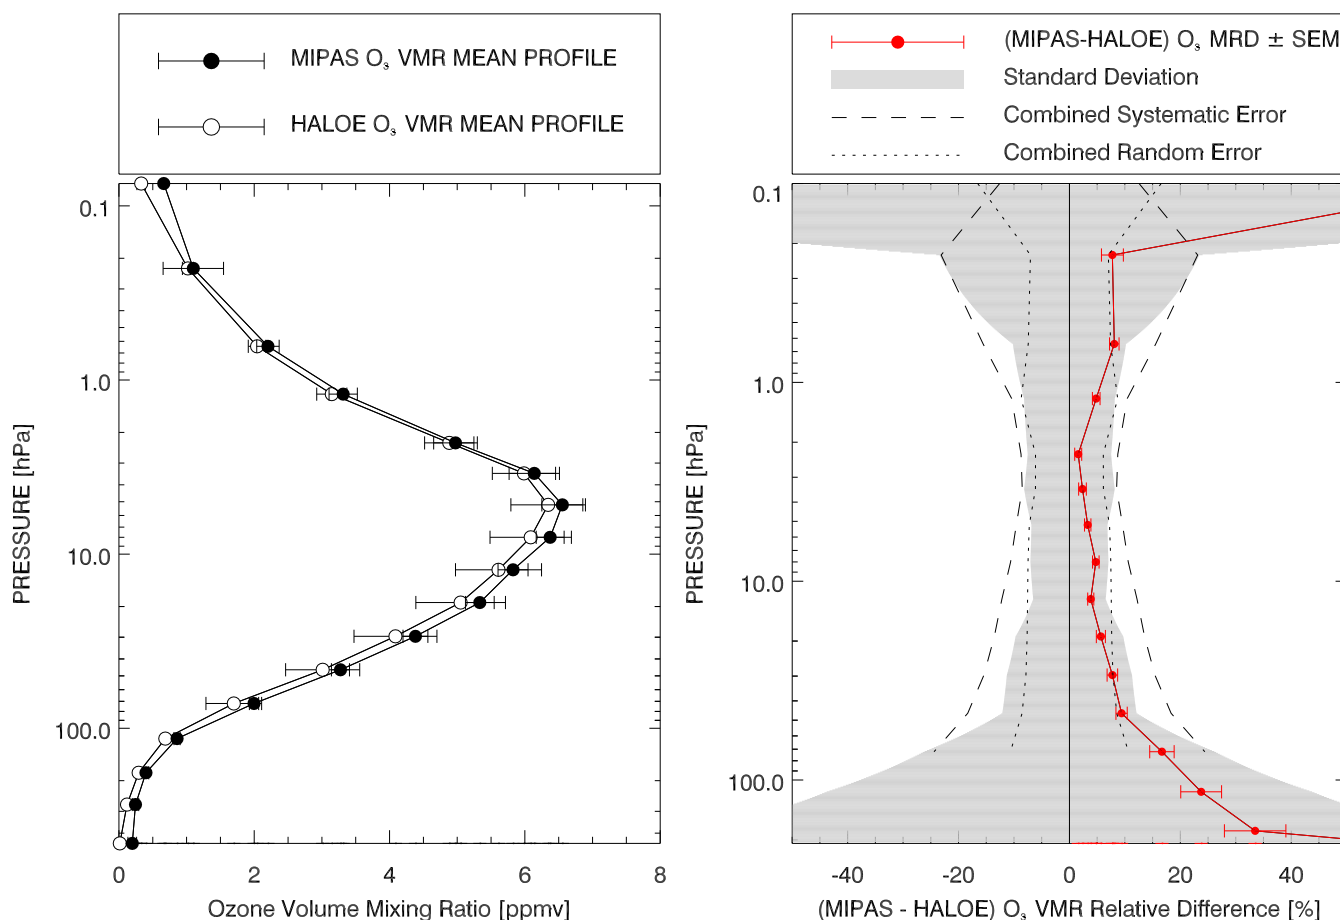 MIPAS O₃ VMR MEAN PROFILE
HALOE O₃ VMR MEAN PROFILE
0.1
1.0
10.0
100.0
PRESSURE [hPa]
0 2 4 6 8
Ozone Volume Mixing Ratio [ppmv]
(MIPAS-HALOE) O₃ MRD ± SEM
Standard Deviation
Combined Systematic Error
Combined Random Error
0.1
1.0
10.0
100.0
PRESSURE [hPa]
-40 -20 0 20 40
(MIPAS - HALOE) O₃ VMR Relative Difference [%]